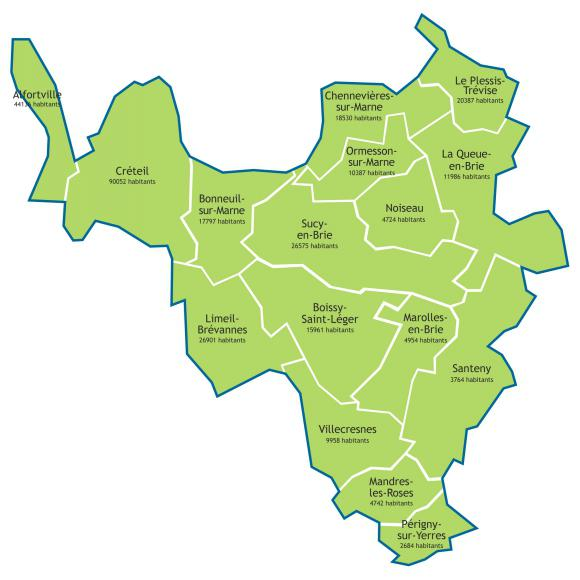 Alfortville
Le Plessis-
Trévise
20387 habitants
Chennevières-
sur-Marne
18530 habitants
Ormesson-
sur-Marne
10387 habitants
La Queue-
en-Brie
11986 habitants
Créteil
90052 habitants
Bonneuil-
sur-Marne
17797 habitants
Noiseau
4724 habitants
Sucy-
en-Brie
26575 habitants
Limeil-
Brévannes
26901 habitants
Boissy-
Saint-Léger
15961 habitants
Marolles-
en-Brie
4954 habitants
Santeny
3764 habitants
Villecresnes
9958 habitants
Mandres-
les-Roses
4742 habitants
Périgny-
sur-Yerres
2684 habitants